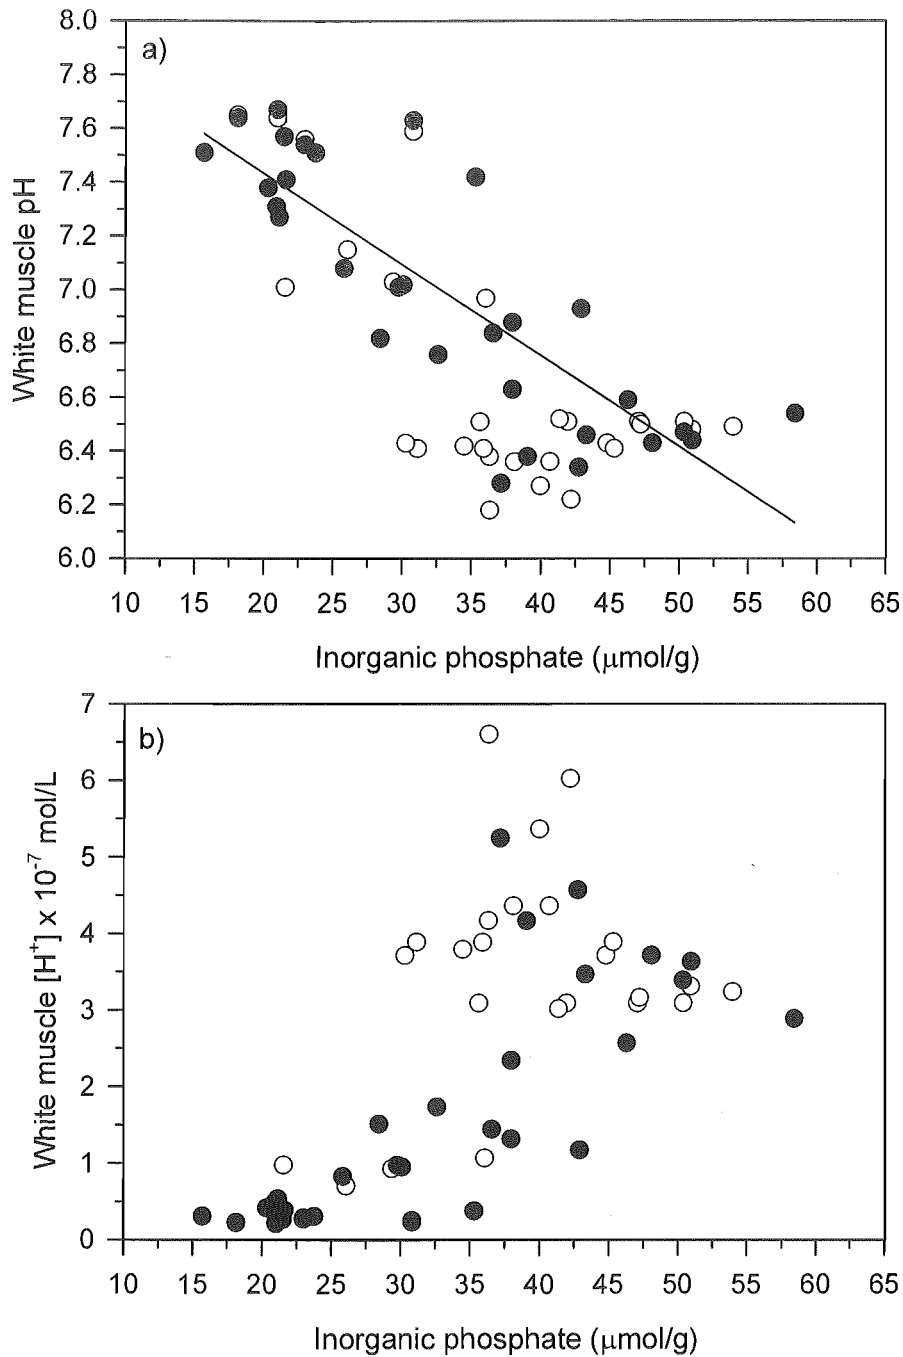 a)
White muscle pH
8.0
7.8
7.6
7.4
7.2
7.0
6.8
6.6
6.4
6.2
6.0
10 15 20 25 30 35 40 45 50 55 60 65
Inorganic phosphate (μmol/g)
b)
White muscle [H⁺] x 10⁻⁷ mol/L
7
6
5
4
3
2
1
0
10 15 20 25 30 35 40 45 50 55 60 65
Inorganic phosphate (μmol/g)